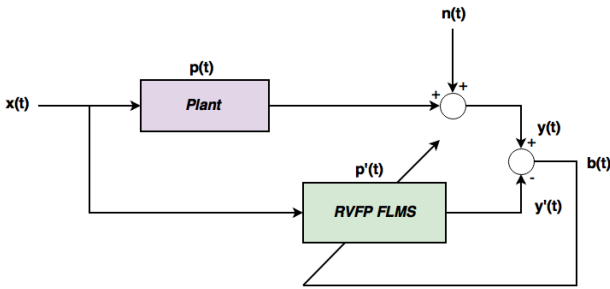 n(t)
p(t)
x(t)
Plant
+
+
y(t)
+
b(t)
p'(t)
-
RVFP FLMS
y'(t)